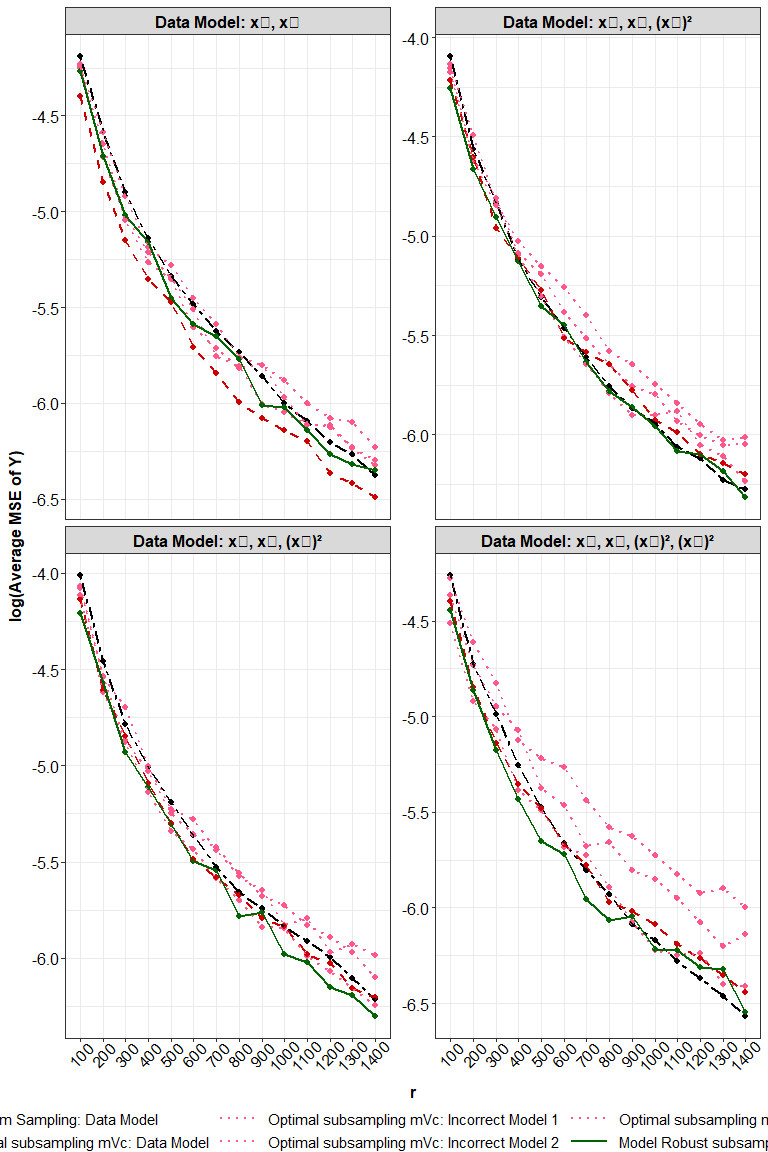 Data Model: x▯, x▯
Data Model: x▯, x▯, (x▯)²
-4.5
-5.0
-5.5
-6.0
-6.5
-4.0
-4.5
-5.0
-5.5
-6.0
log(Average MSE of Y)
Data Model: x▯, x▯, (x▯)²
Data Model: x▯, x▯, (x▯)², (x▯)²
-4.0
-4.5
-5.0
-5.5
-6.0
-4.5
-5.0
-5.5
-6.0
-6.5
100 200 300 400 500 600 700 800 900 1000 1100 1200 1300 1400
100 200 300 400 500 600 700 800 900 1000 1100 1200 1300 1400
r
m Sampling: Data Model
Optimal subsampling mVc: Incorrect Model 1
Optimal subsampling m
al subsampling mVc: Data Model
Optimal subsampling mVc: Incorrect Model 2
Model Robust subsamp